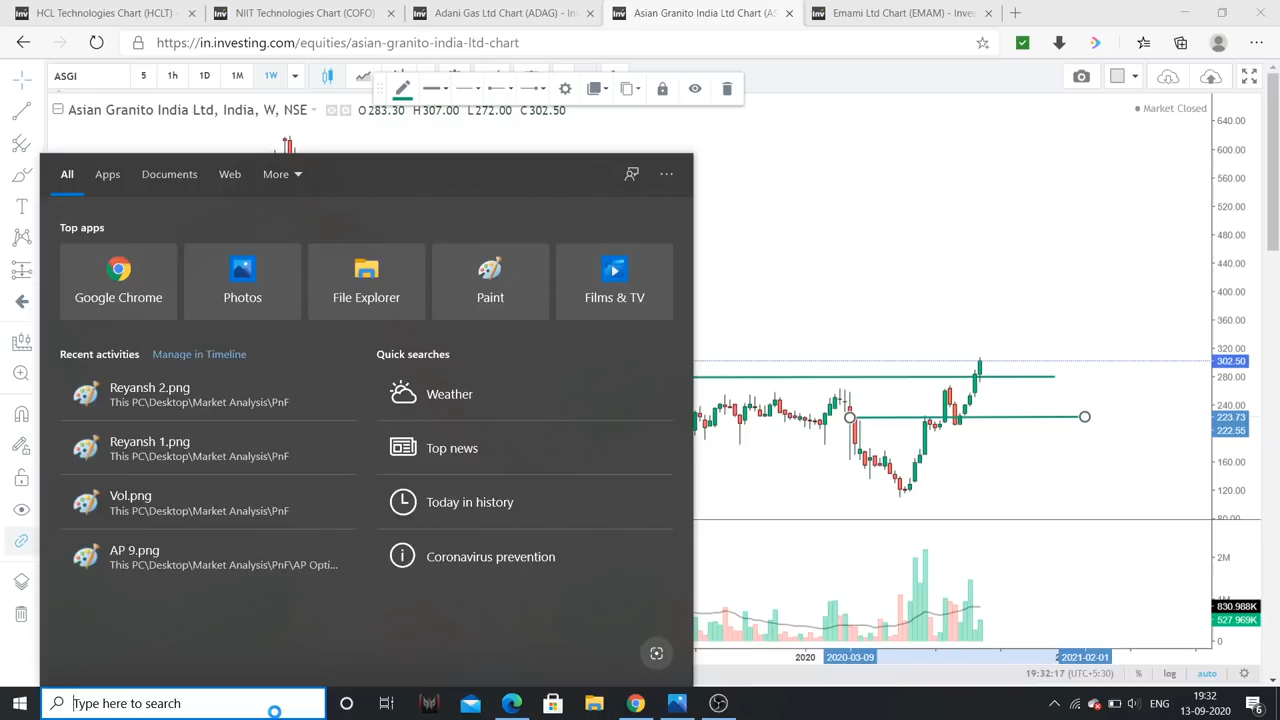 HCL Technologies Chart (HCLT)
NIIT Technologies Chart (COFO)
Adani Gas Ltd Chart (ADAG) - In
Asian Granito India Ltd Chart (AS
Emami Ltd Chart (EMAM) - Inves
https://in.investing.com/equities/asian-granito-india-ltd-chart
ASGI
5
1h
1D
1M
1W
Asian Granito India Ltd, India, W, NSE
O283.30 H307.00 L272.00 C302.50
Market Closed
640.00
600.00
560.00
520.00
480.00
440.00
400.00
360.00
320.00
302.50
280.00
240.00
223.73
222.55
160.00
120.00
80.00
2M
1M
830.988K
527.969K
0
All
Apps
Documents
Web
More
Top apps
Google Chrome
Photos
File Explorer
Paint
Films & TV
Recent activities
Manage in Timeline
Reyansh 2.png
This PC\Desktop\Market Analysis\PnF
Reyansh 1.png
This PC\Desktop\Market Analysis\PnF
Vol.png
This PC\Desktop\Market Analysis\PnF
AP 9.png
This PC\Desktop\Market Analysis\PnF\AP Opti...
Quick searches
Weather
Top news
Today in history
Coronavirus prevention
2020
2020-03-09
2021-02-01
19:32:17 (UTC+5:30)
%
log
auto
Type here to search
ENG
19:32
13-09-2020
6